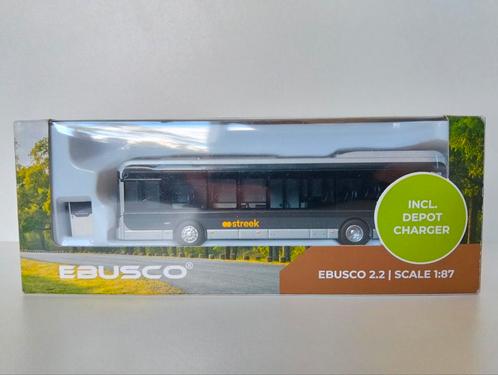 streek
INCL.
DEPOT
CHARGER
EBUSCO®
EBUSCO 2.2 | SCALE 1:87